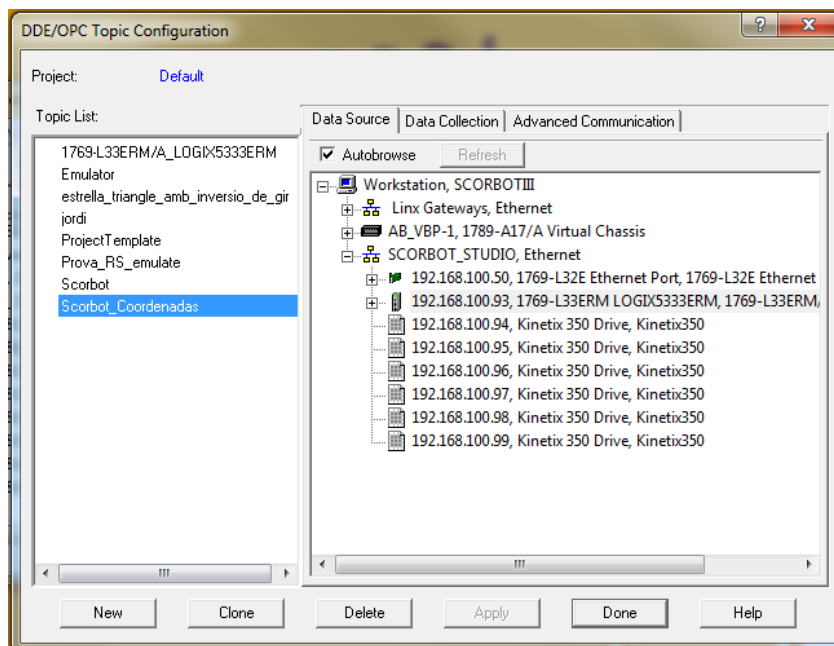 DDE/OPC Topic Configuration
Project: Default
Topic List:
1769-L33ERM/A_LOGIX5333ERM
Emulator
estrella_triangle_amb_inversio_de_gir
jordi
ProjectTemplate
Prova_RS_emulate
Scorbot
Scorbot_Coordenadas
Data Source
Data Collection
Advanced Communication
Autobrowse
Refresh
Workstation, SCORBOTIII
Linx Gateways, Ethernet
AB_VBP-1, 1789-A17/A Virtual Chassis
SCORBOT_STUDIO, Ethernet
192.168.100.50, 1769-L32E Ethernet Port, 1769-L32E Ethernet
192.168.100.93, 1769-L33ERM LOGIX5333ERM, 1769-L33ERM/
192.168.100.94, Kinetix 350 Drive, Kinetix350
192.168.100.95, Kinetix 350 Drive, Kinetix350
192.168.100.96, Kinetix 350 Drive, Kinetix350
192.168.100.97, Kinetix 350 Drive, Kinetix350
192.168.100.98, Kinetix 350 Drive, Kinetix350
192.168.100.99, Kinetix 350 Drive, Kinetix350
New
Clone
Delete
Apply
Done
Help